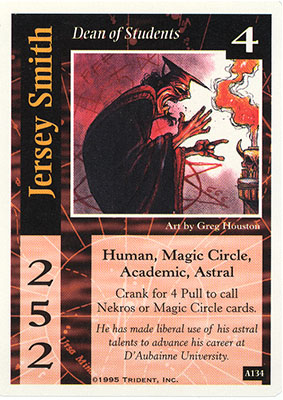 Jersey Smith
Dean of Students
4
Art by Greg Houston
2
5
2
Human, Magic Circle,
Academic, Astral
Crank for 4 Pull to call
Nekros or Magic Circle cards.
He has made liberal use of his astral
talents to advance his career at
D'Aubainne University.
A134
©1995 TRIDENT, INC.